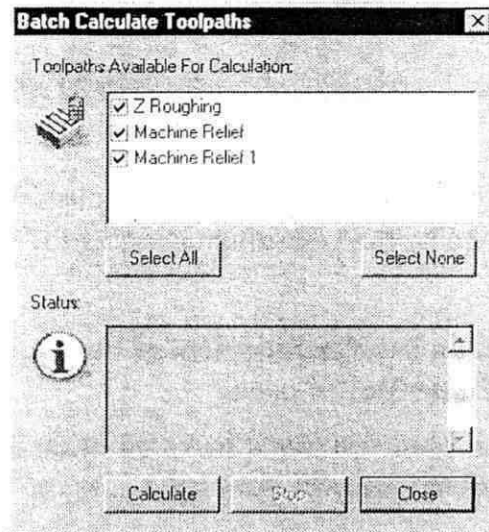 Batch Calculate Toolpaths
Toolpaths Available For Calculation:
Z Roughing
Machine Relief
Machine Relief 1
Select All Select None
Status:
Calculate Stop Close